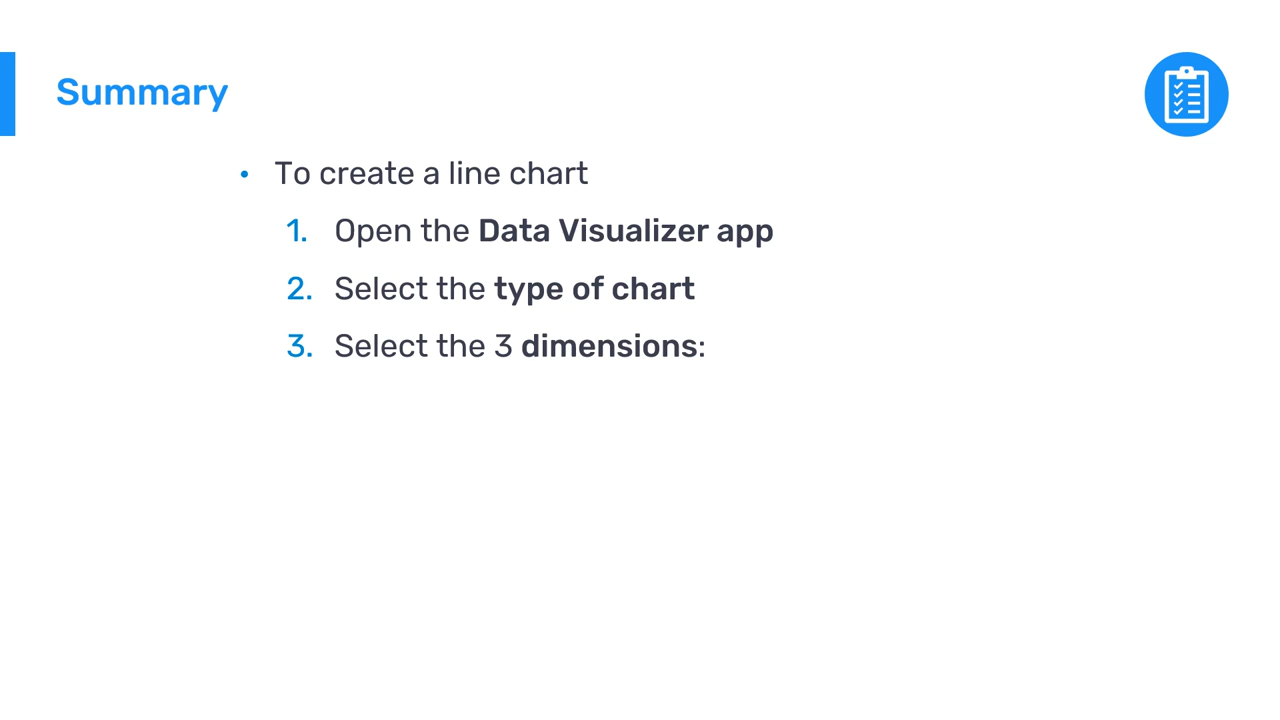 Summary
• To create a line chart
1. Open the Data Visualizer app
2. Select the type of chart
3. Select the 3 dimensions: